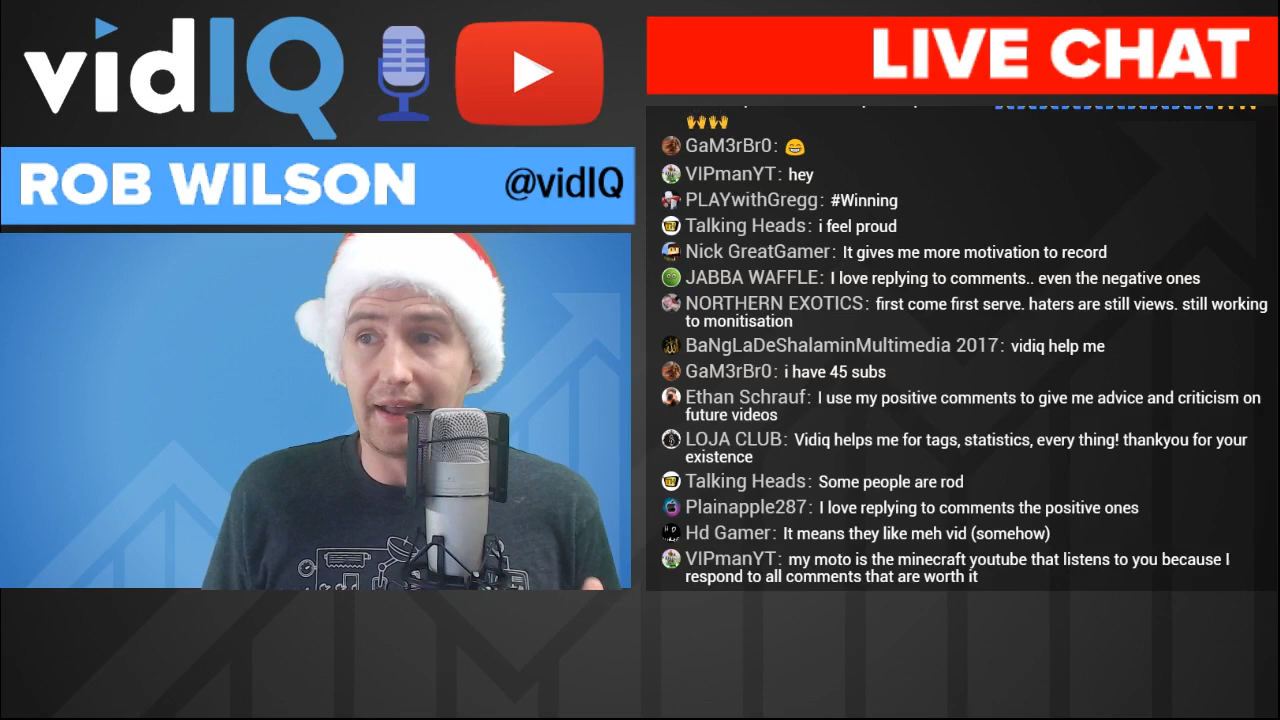 vidIQ
LIVE CHAT
ROB WILSON
@vidIQ
GaM3rBr0: 😄
VIPmanYT: hey
PLAYwithGregg: #Winning
Talking Heads: i feel proud
Nick GreatGamer: It gives me more motivation to record
JABBA WAFFLE: I love replying to comments.. even the negative ones
NORTHERN EXOTICS: first come first serve. haters are still views. still working
to monitisation
BaNgLaDeShalaminMultimedia 2017: vidiq help me
GaM3rBr0: i have 45 subs
Ethan Schrauf: I use my positive comments to give me advice and criticism on
future videos
LOJA CLUB: Vidiq helps me for tags, statistics, every thing! thankyou for your
existence
Talking Heads: Some people are rod
Plainapple287: I love replying to comments the positive ones
Hd Gamer: It means they like meh vid (somehow)
VIPmanYT: my moto is the minecraft youtube that listens to you because I
respond to all comments that are worth it